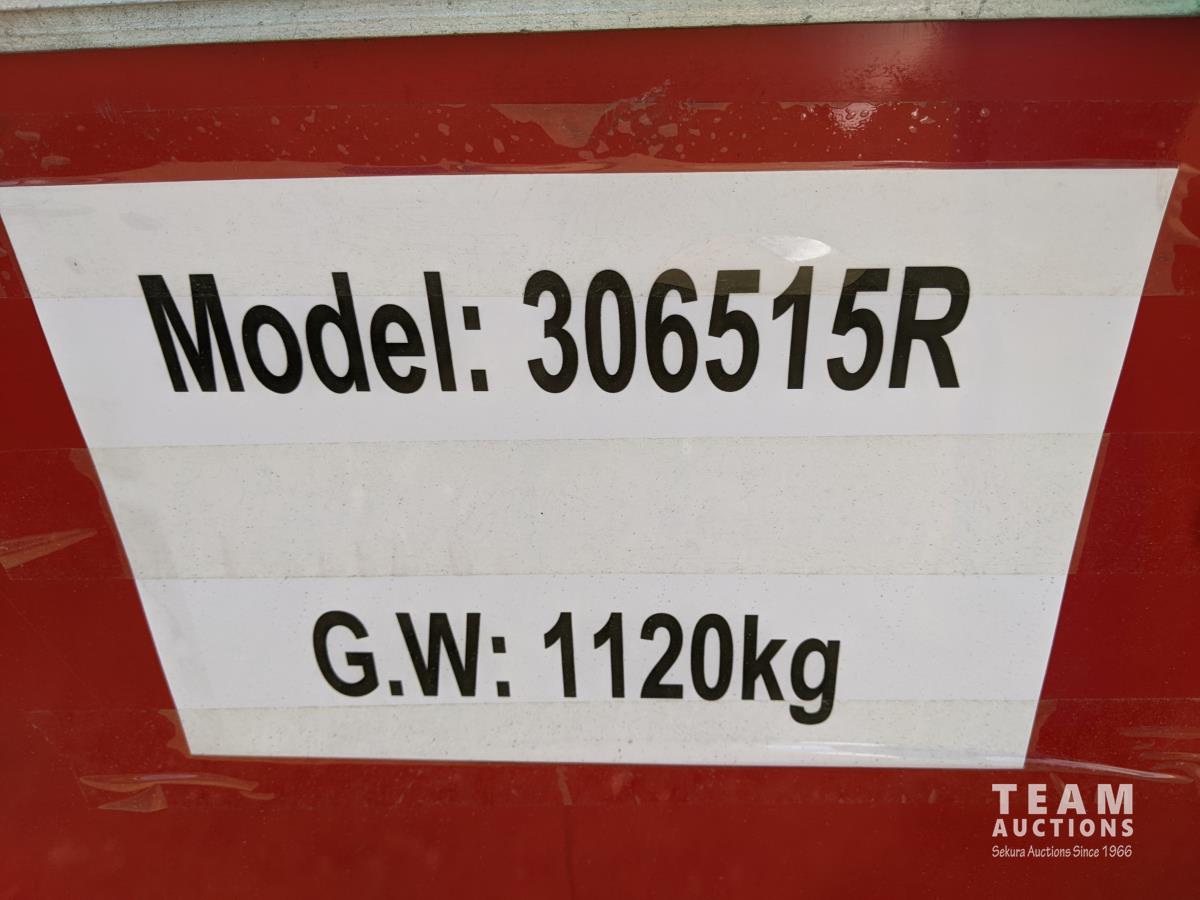 Model: 306515R
G.W: 1120kg
TEAM
AUCTIONS
Sekura Auctions Since 1966